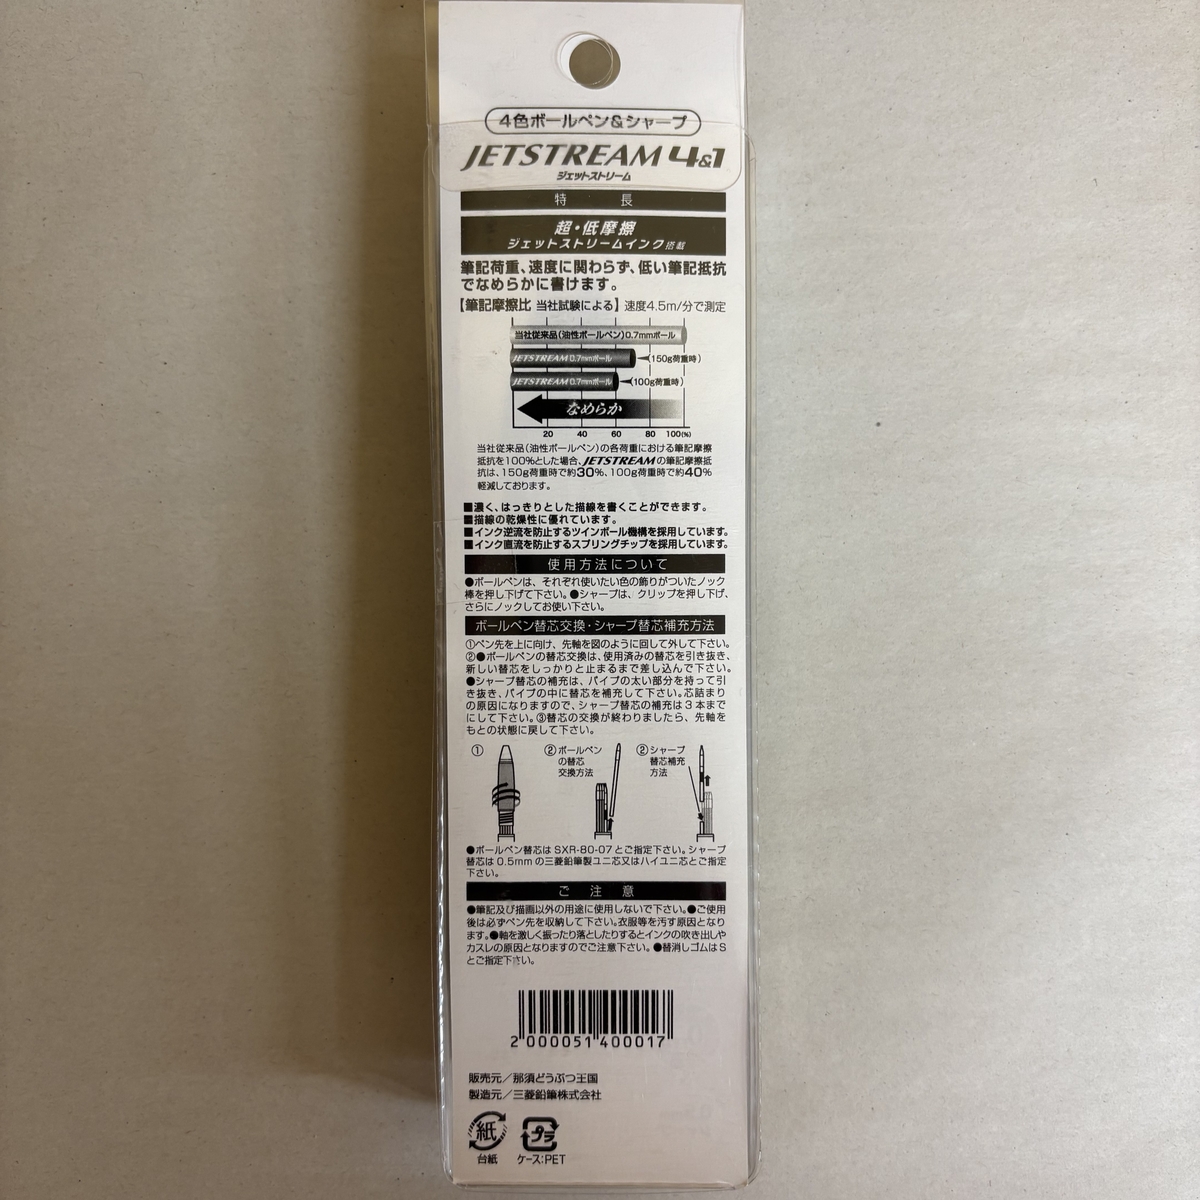 4色ボールペン&シャープ
JETSTREAM 4&1
ジェットストリーム
特長
超・低摩擦
ジェットストリームインク搭載
筆記荷重、速度に関わらず、低い筆記抵抗
でなめらかに書けます。
【筆記摩擦比 当社試験による】速度4.5m/分で測定
当社従来品(油性ボールペン)0.7mmボール
JETSTREAM 0.7mmボール (150g荷重時)
JETSTREAM 0.7mmボール (100g荷重時)
なめらか
20 40 60 80 100(%)
当社従来品(油性ボールペン)の各荷重における筆記摩擦
抵抗を100%とした場合、JETSTREAMの筆記摩擦抵
抗は、150g荷重時で約30%、100g荷重時で約40%
軽減しております。
■濃く、はっきりとした描線を書くことができます。
■描線の乾燥性に優れています。
■インク逆流を防止するツインボール機構を採用しています。
■インク直流を防止するスプリングチップを採用しています。
使用方法について
●ボールペンは、それぞれ使いたい色の飾りがついたノック
棒を押し下げて下さい。●シャープは、クリップを押し下げ、
さらにノックしてお使い下さい。
ボールペン替芯交換・シャープ替芯補充方法
①ペン先を上に向け、先軸を図のように回して外して下さい。
②●ボールペンの替芯交換は、使用済みの替芯を引き抜き、
新しい替芯をしっかりと止まるまで差し込んで下さい。
●シャープ替芯の補充は、パイプの太い部分を持って引
き抜き、パイプの中に替芯を補充して下さい。芯詰まり
の原因になりますので、シャープ替芯の補充は3本まで
にして下さい。③替芯の交換が終わりましたら、先軸を
もとの状態に戻して下さい。
①
②ボールペン
の替芯
交換方法
②シャープ
替芯補充
方法
●ボールペン替芯は SXR-80-07 とご指定下さい。シャープ
替芯は 0.5mm の三菱鉛筆製ユニ芯又はハイユニ芯とご指定
下さい。
ご注意
●筆記及び描画以外の用途に使用しないで下さい。●ご使用
後は必ずペン先を収納して下さい。衣服等を汚す原因となり
ます。●軸を激しく振ったり落としたりするとインクの吹き出しや
カスレの原因となりますのでご注意下さい。●替消しゴムはS
とご指定下さい。
2 000051 400017
販売元/那須どうぶつ王国
製造元/三菱鉛筆株式会社
紙
台紙
プラ
ケース:PET